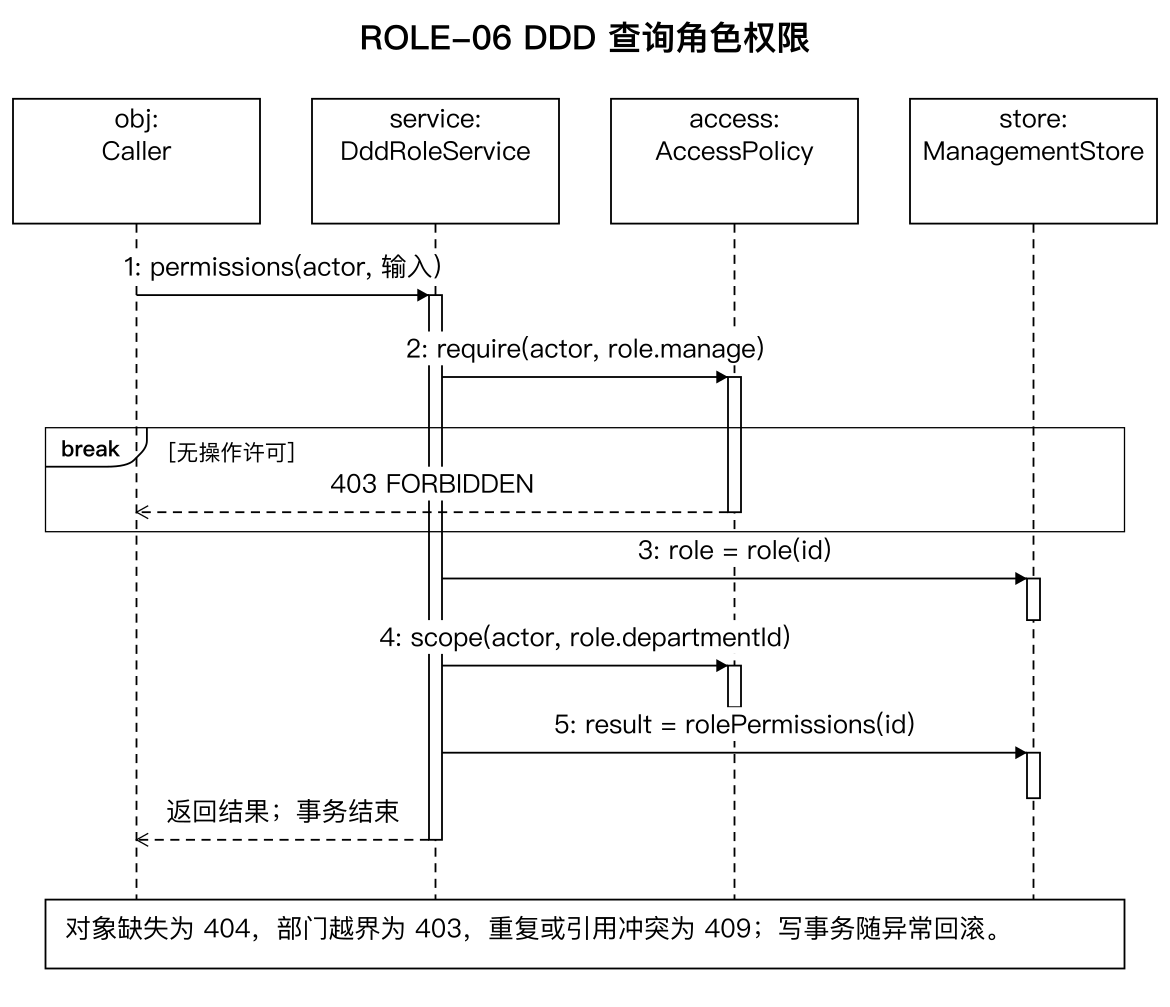 ROLE-06 DDD 查询角色权限
obj:
Caller
service:
DddRoleService
access:
AccessPolicy
store:
ManagementStore
1: permissions(actor, 输入)
2: require(actor, role.manage)
break
[无操作许可]
403 FORBIDDEN
3: role = role(id)
4: scope(actor, role.departmentId)
5: result = rolePermissions(id)
返回结果；事务结束
对象缺失为 404，部门越界为 403，重复或引用冲突为 409；写事务随异常回滚。